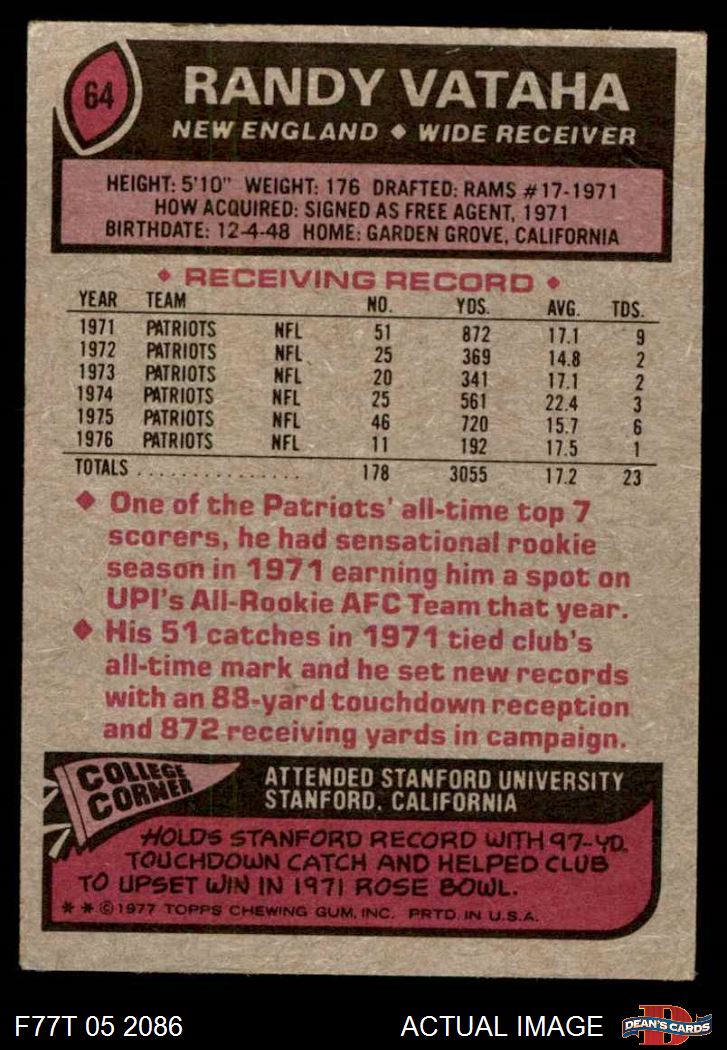 64
RANDY VATAHA
NEW ENGLAND ◆ WIDE RECEIVER
HEIGHT: 5'10" WEIGHT: 176 DRAFTED: RAMS #17-1971
HOW ACQUIRED: SIGNED AS FREE AGENT, 1971
BIRTHDATE: 12-4-48 HOME: GARDEN GROVE, CALIFORNIA
◆ RECEIVING RECORD ◆
YEAR TEAM NO. YDS. AVG. TDS.
1971 PATRIOTS NFL 51 872 17.1 9
1972 PATRIOTS NFL 25 369 14.8 2
1973 PATRIOTS NFL 20 341 17.1 2
1974 PATRIOTS NFL 25 561 22.4 3
1975 PATRIOTS NFL 46 720 15.7 6
1976 PATRIOTS NFL 11 192 17.5 1
TOTALS . . . . . . . . . . . . . . . . 178 3055 17.2 23
◆ One of the Patriots' all-time top 7
scorers, he had sensational rookie
season in 1971 earning him a spot on
UPI's All-Rookie AFC Team that year.
◆ His 51 catches in 1971 tied club's
all-time mark and he set new records
with an 88-yard touchdown reception
and 872 receiving yards in campaign.
COLLEGE
CORNER
ATTENDED STANFORD UNIVERSITY
STANFORD, CALIFORNIA
HOLDS STANFORD RECORD WITH 97-YD.
TOUCHDOWN CATCH AND HELPED CLUB
TO UPSET WIN IN 1971 ROSE BOWL.
* * © 1977 TOPPS CHEWING GUM, INC. PRTD. IN U.S.A.
F77T 05 2086 ACTUAL IMAGE
D
DEAN'S CARDS